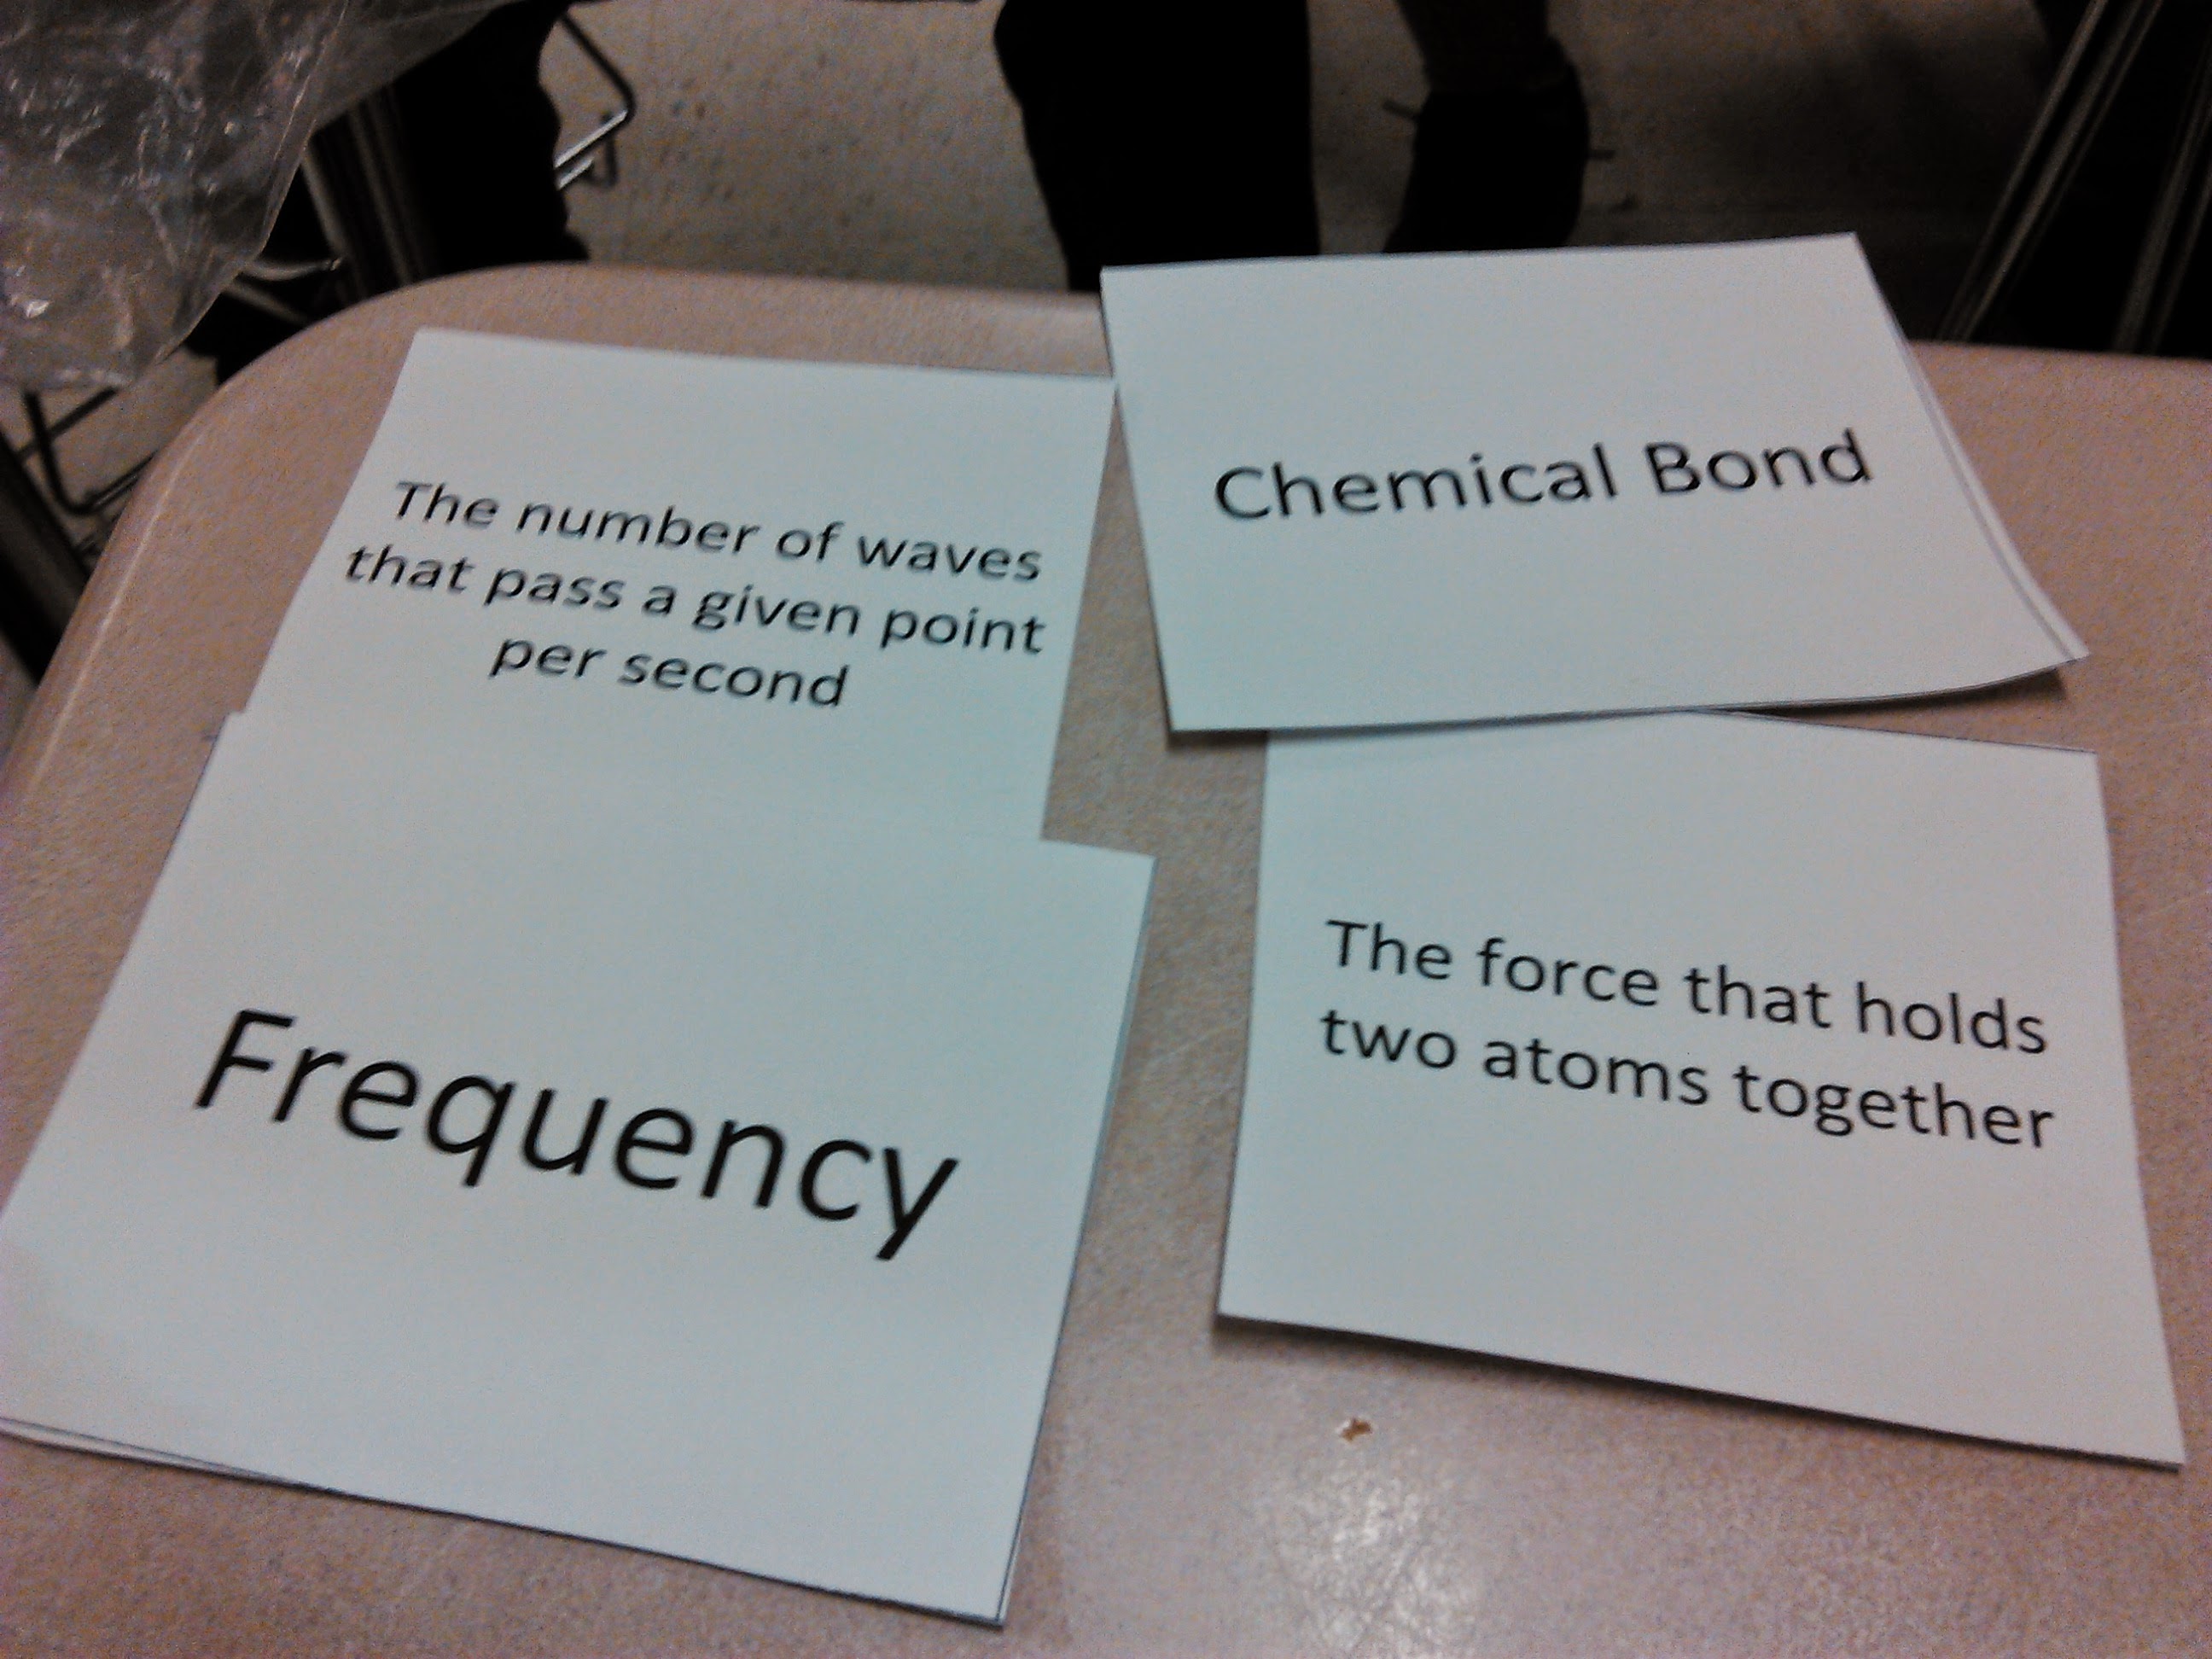 The number of waves
that pass a given point
per second
Frequency
Chemical Bond
The force that holds
two atoms together